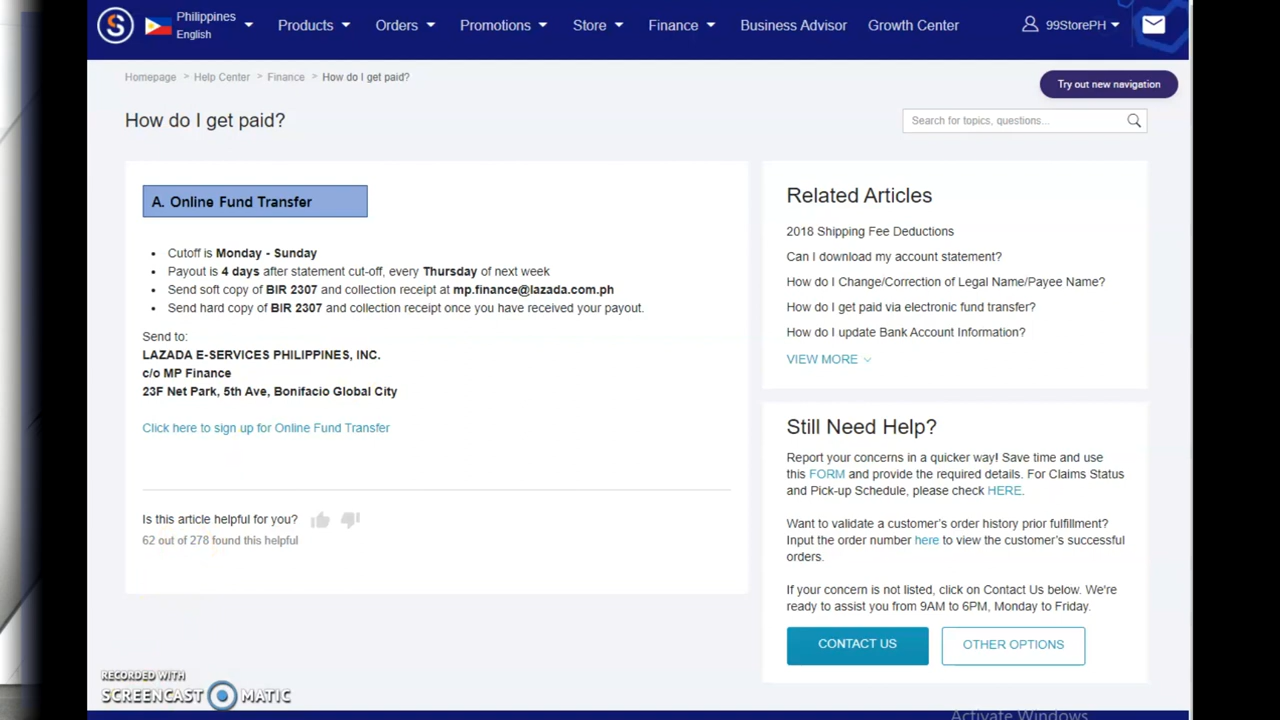 Philippines
English
Products
Orders
Promotions
Store
Finance
Business Advisor
Growth Center
99StorePH
Homepage > Help Center > Finance > How do I get paid?
Try out new navigation
How do I get paid?
Search for topics, questions...
A. Online Fund Transfer
• Cutoff is Monday - Sunday
• Payout is 4 days after statement cut-off, every Thursday of next week
• Send soft copy of BIR 2307 and collection receipt at mp.finance@lazada.com.ph
• Send hard copy of BIR 2307 and collection receipt once you have received your payout.
Send to:
LAZADA E-SERVICES PHILIPPINES, INC.
c/o MP Finance
23F Net Park, 5th Ave, Bonifacio Global City
Click here to sign up for Online Fund Transfer
Is this article helpful for you?
62 out of 278 found this helpful
Related Articles
2018 Shipping Fee Deductions
Can I download my account statement?
How do I Change/Correction of Legal Name/Payee Name?
How do I get paid via electronic fund transfer?
How do I update Bank Account Information?
VIEW MORE
Still Need Help?
Report your concerns in a quicker way! Save time and use
this FORM and provide the required details. For Claims Status
and Pick-up Schedule, please check HERE.
Want to validate a customer's order history prior fulfillment?
Input the order number here to view the customer's successful
orders.
If your concern is not listed, click on Contact Us below. We're
ready to assist you from 9AM to 6PM, Monday to Friday.
CONTACT US
OTHER OPTIONS
RECORDED WITH
SCREENCAST MATIC
Activate Windows